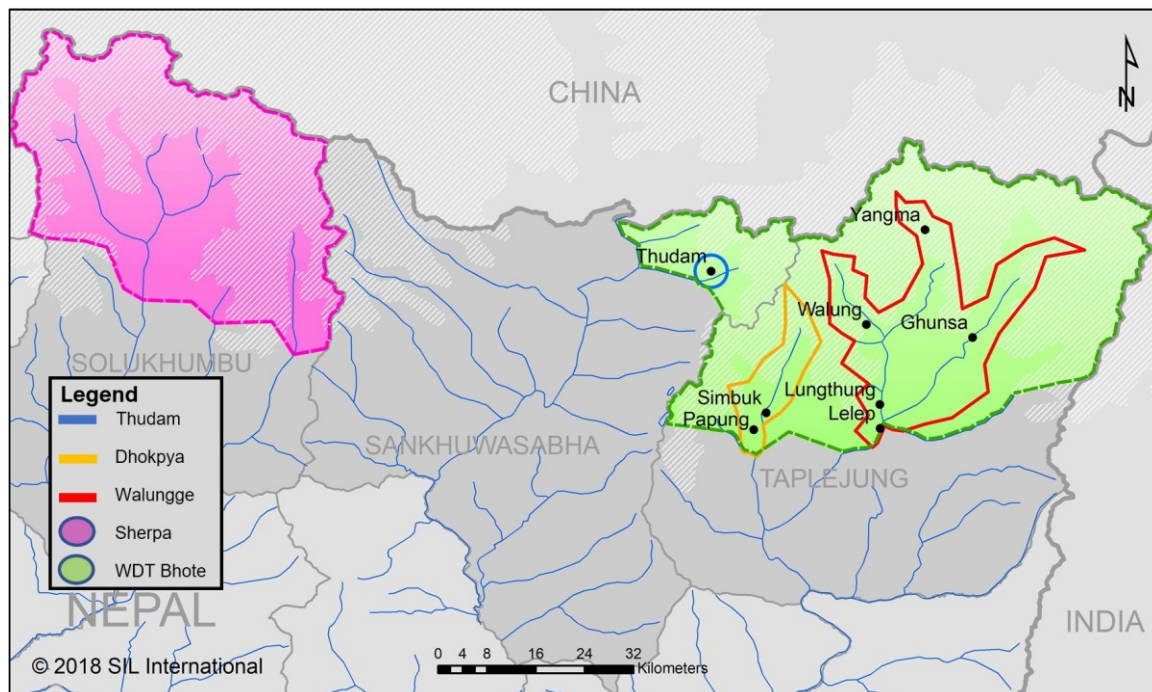 CHINA
N
Yangma
Thudam
Walung
Ghunsa
SOLUKHUMBU
Lungthung
Simbuk
Lelep
Papung
SANKHUWASABHA
TAPLEJUNG
Legend
Thudam
Dhokpya
Walungge
Sherpa
WDT Bhote
NEPAL
INDIA
© 2018 SIL International
0 4 8 16 24 32
Kilometers